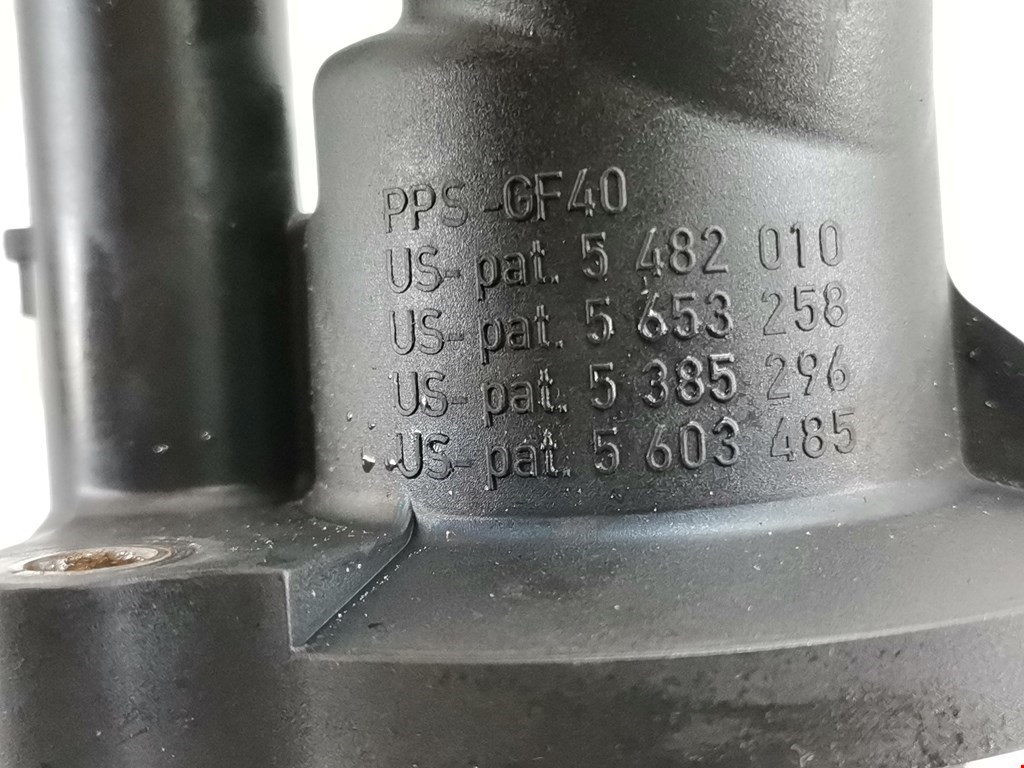 PPS-GF40
US-pat. 5 482 010
US-pat. 5 653 258
US-pat. 5 385 296
US-pat. 5 603 485